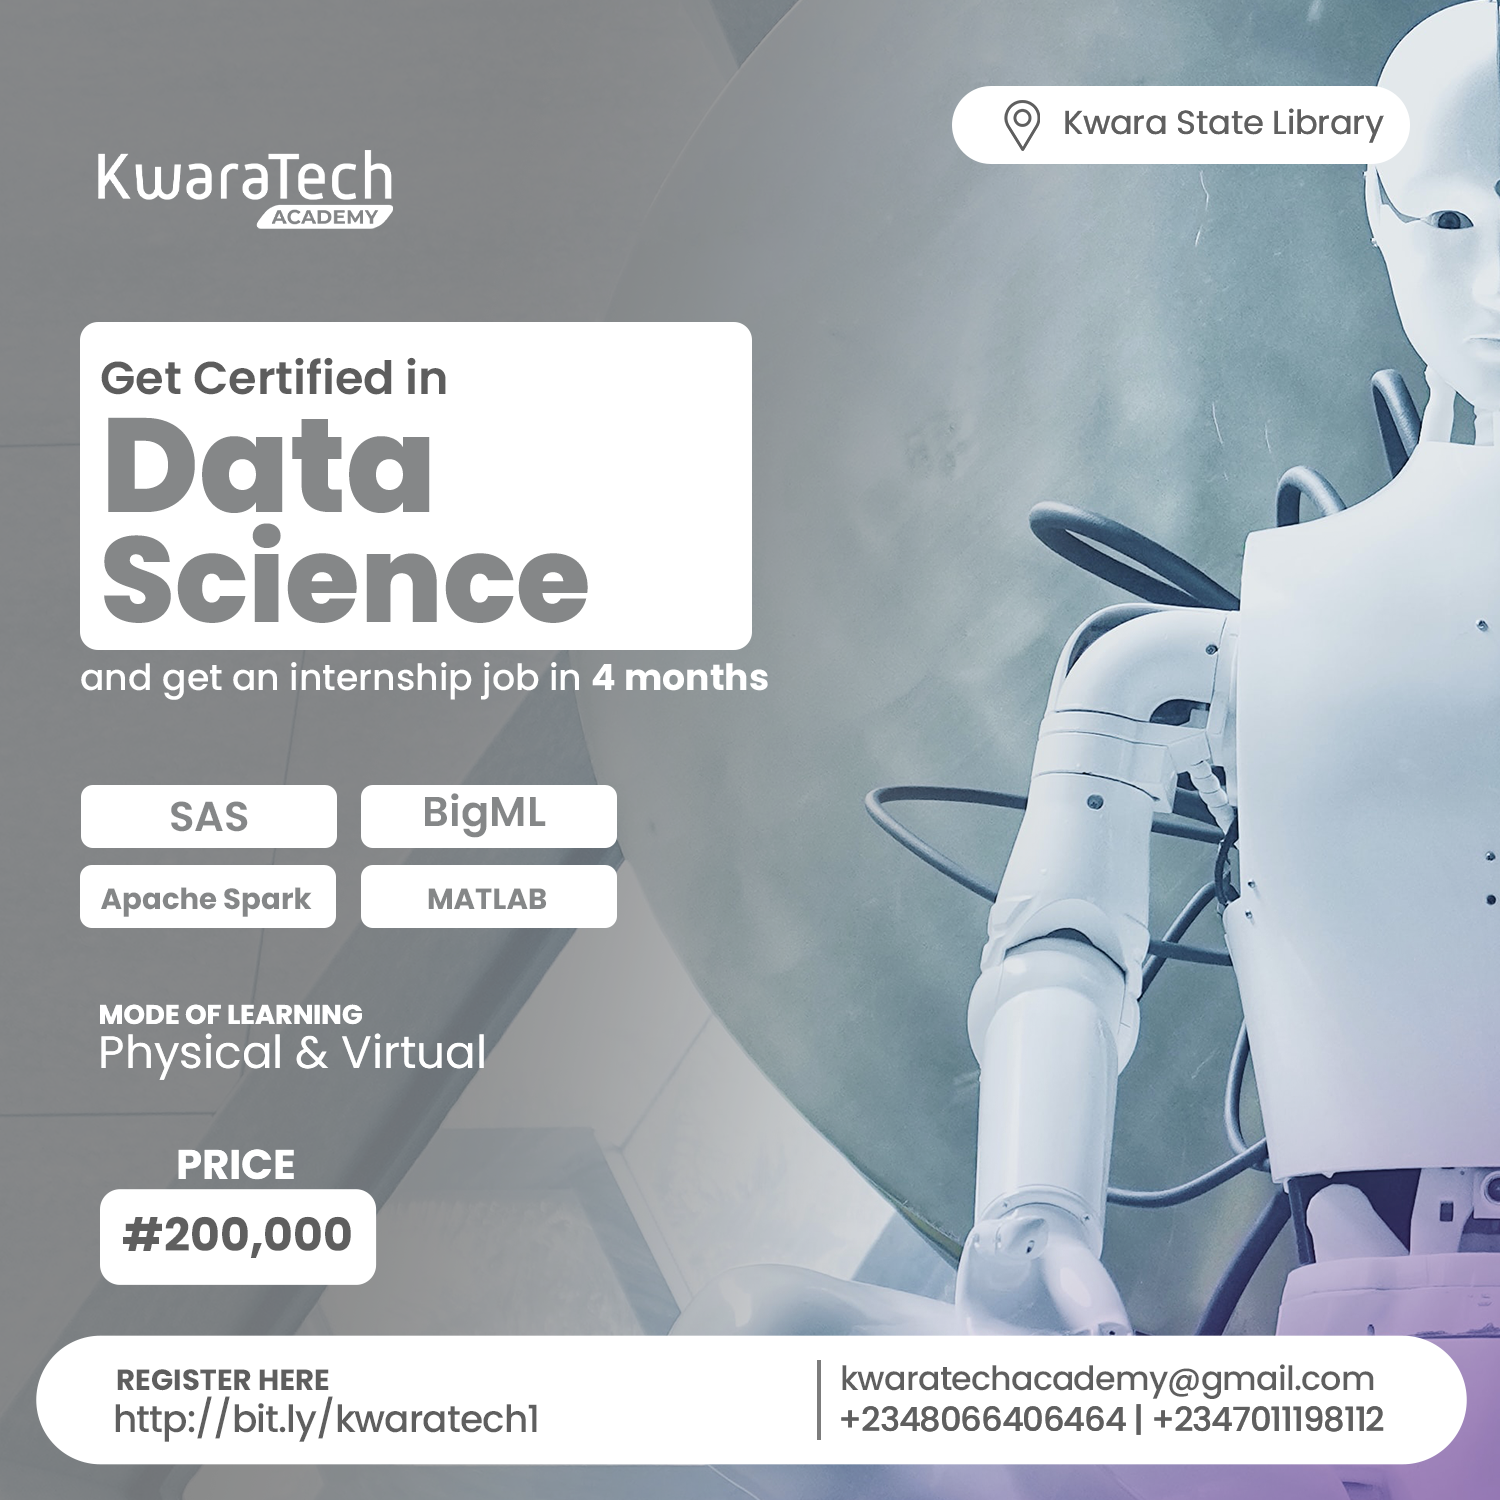 Kwara State Library
KwaraTech
ACADEMY
Get Certified in
Data
Science
and get an internship job in 4 months
SAS
BigML
Apache Spark
MATLAB
MODE OF LEARNING
Physical & Virtual
PRICE
#200,000
REGISTER HERE
http://bit.ly/kwaratech1
kwaratechacademy@gmail.com
+2348066406464 | +2347011198112